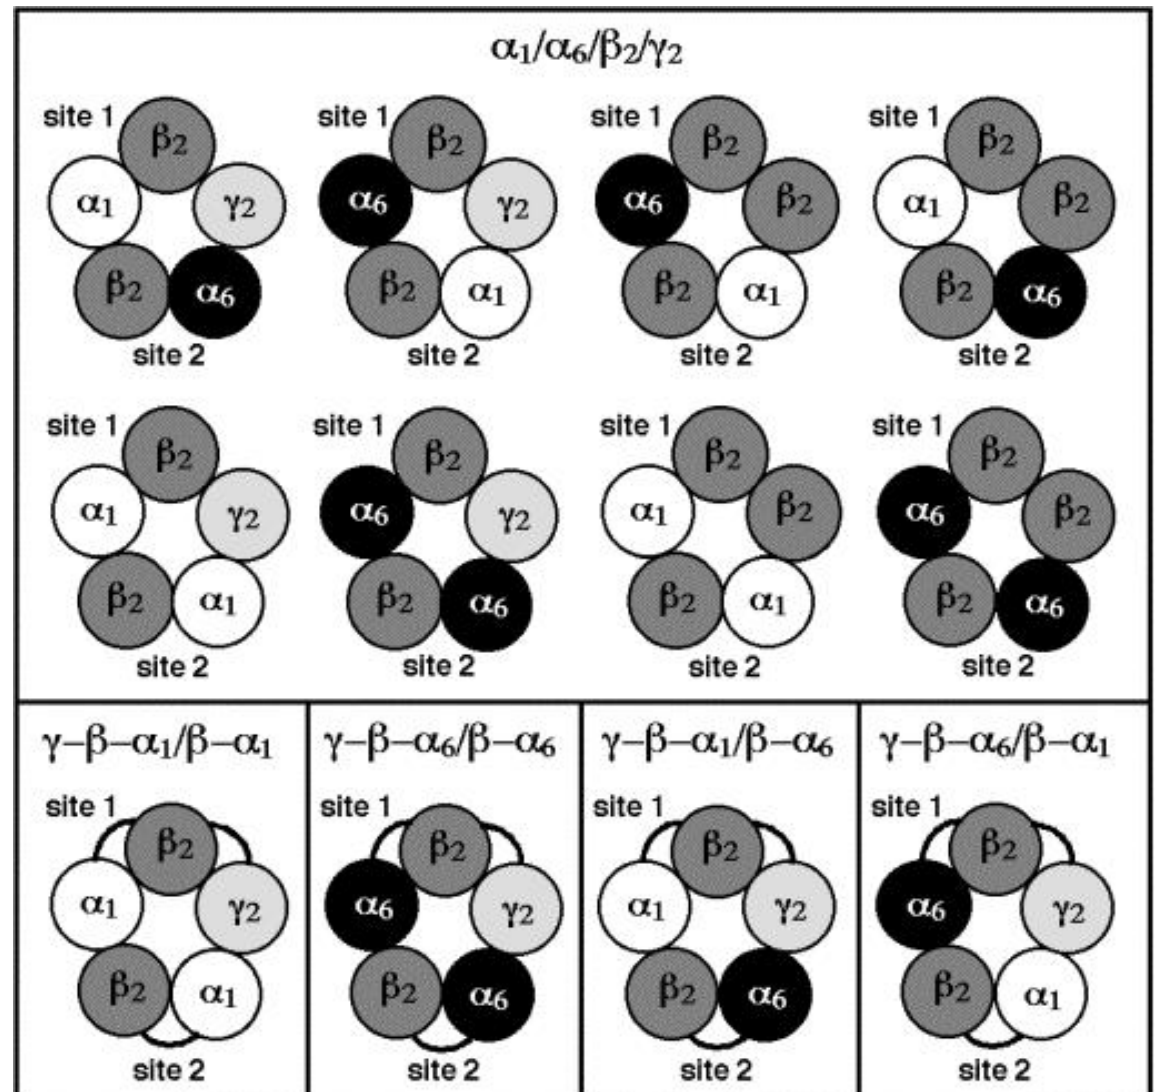 α₁/α₆/β₂/γ₂
site 1 β₂ site 1 β₂ site 1 β₂ site 1 β₂
α₁ γ₂ α₆ γ₂ α₆ β₂ α₁ β₂
β₂ α₆ β₂ α₁ β₂ α₁ β₂ α₆
site 2 site 2 site 2 site 2
site 1 β₂ site 1 β₂ site 1 β₂ site 1 β₂
α₁ γ₂ α₆ γ₂ α₁ β₂ α₆ β₂
β₂ α₁ β₂ α₆ β₂ α₁ β₂ α₆
site 2 site 2 site 2 site 2
γ–β–α₁/β–α₁ γ–β–α₆/β–α₆ γ–β–α₁/β–α₆ γ–β–α₆/β–α₁
site 1 β₂ site 1 β₂ site 1 β₂ site 1 β₂
α₁ γ₂ α₆ γ₂ α₁ γ₂ α₆ γ₂
β₂ α₁ β₂ α₆ β₂ α₆ β₂ α₁
site 2 site 2 site 2 site 2